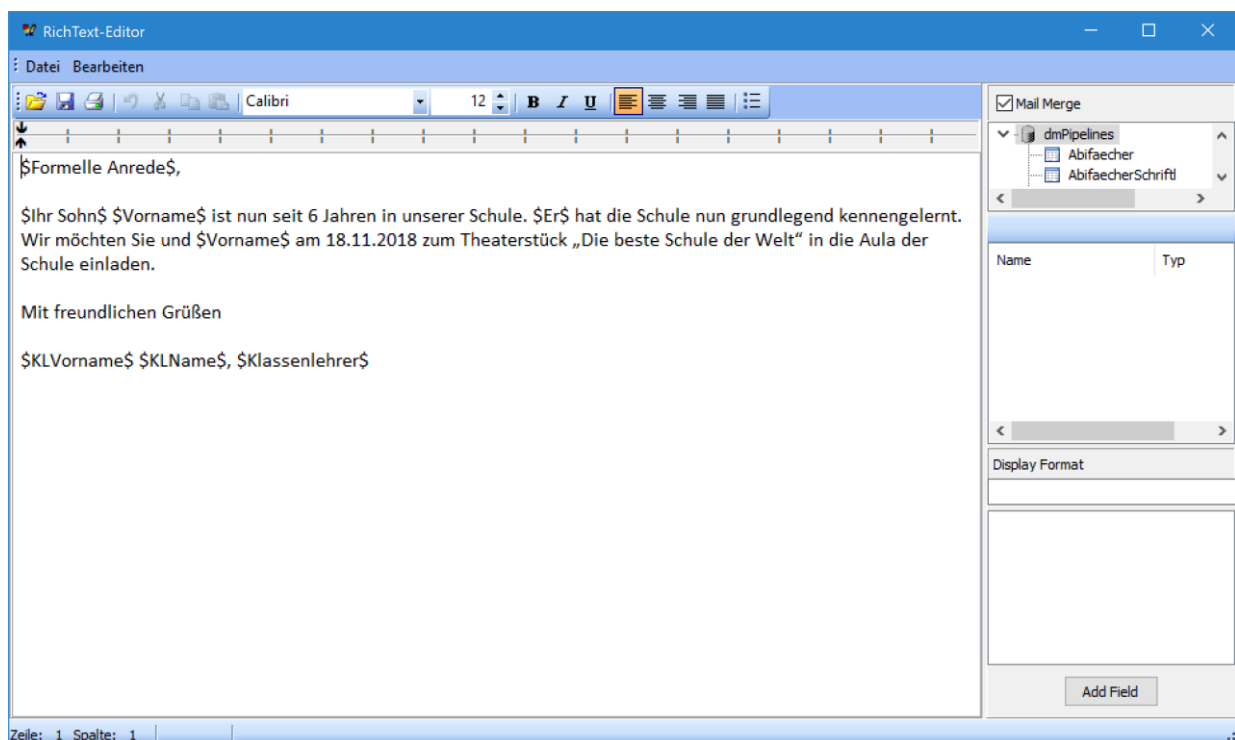 RichText-Editor
Datei Bearbeiten
Calibri 12 B I U
Mail Merge
dmPipelines
Abifaecher
AbifaecherSchriftl
$Formelle Anrede$,
$Ihr Sohn$ $Vorname$ ist nun seit 6 Jahren in unserer Schule. $Er$ hat die Schule nun grundlegend kennengelernt.
Wir möchten Sie und $Vorname$ am 18.11.2018 zum Theaterstück „Die beste Schule der Welt“ in die Aula der
Schule einladen.
Mit freundlichen Grüßen
$KLVorname$ $KLName$, $Klassenlehrer$
Name Typ
Display Format
Add Field
Zeile: 1 Spalte: 1